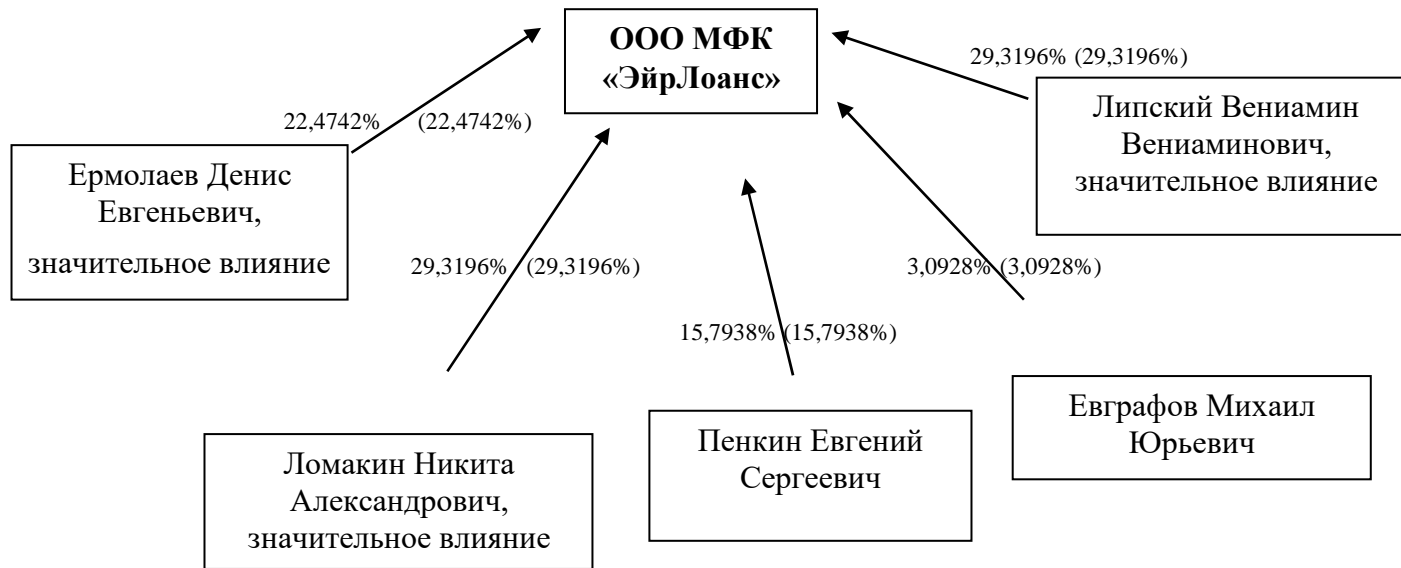 ООО МФК
«ЭйрЛоанс»
29,3196% (29,3196%)
Липский Вениамин
Вениаминович,
значительное влияние
22,4742% (22,4742%)
Ермолаев Денис
Евгеньевич,
значительное влияние
29,3196% (29,3196%)
3,0928% (3,0928%)
15,7938% (15,7938%)
Ломакин Никита
Александрович,
значительное влияние
Пенкин Евгений
Сергеевич
Евграфов Михаил
Юрьевич